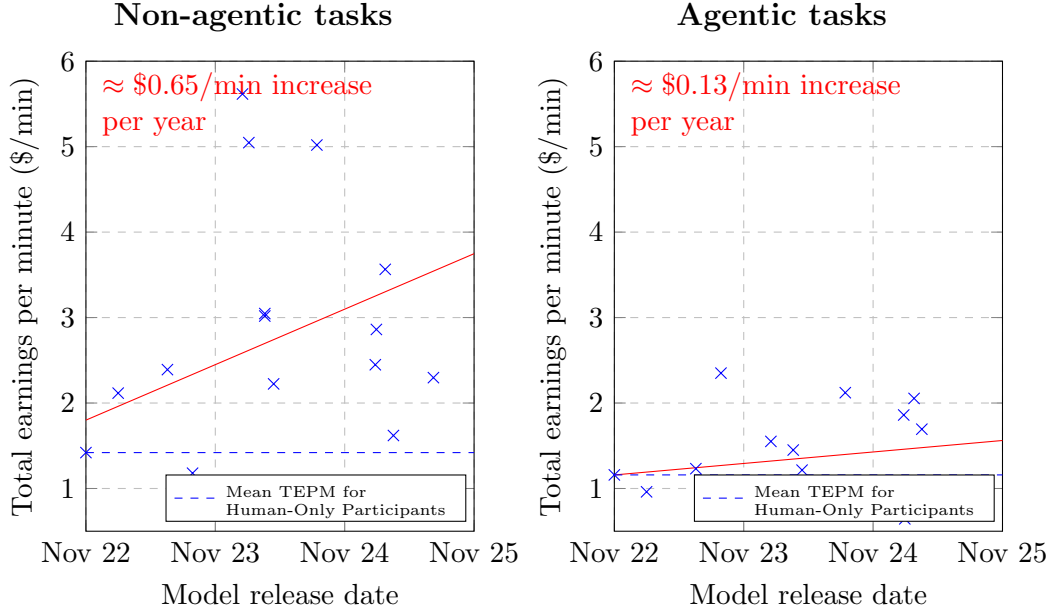 Non-agentic tasks
≈ $0.65/min increase
per year
Total earnings per minute ($/min)
6
5
4
3
2
1
Mean TEPM for
Human-Only Participants
Nov 22 Nov 23 Nov 24 Nov 25
Model release date
Agentic tasks
≈ $0.13/min increase
per year
Total earnings per minute ($/min)
6
5
4
3
2
1
Mean TEPM for
Human-Only Participants
Nov 22 Nov 23 Nov 24 Nov 25
Model release date